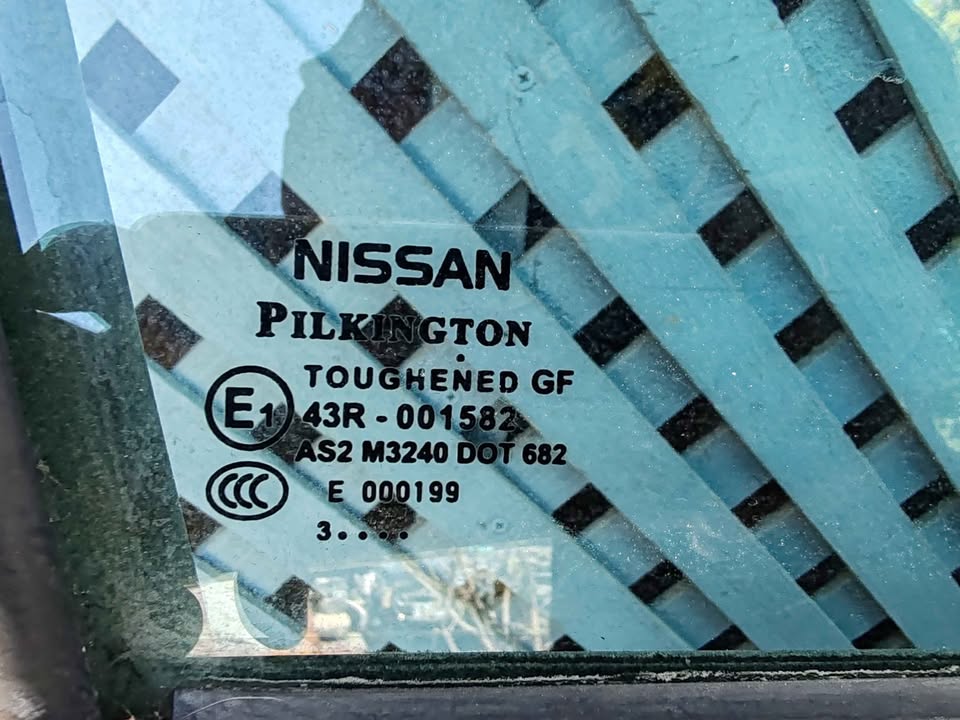 NISSAN
PILKINGTON
.
TOUGHENED GF
E1 43R - 001582
AS2 M3240 DOT 682
CCC E 000199
3....